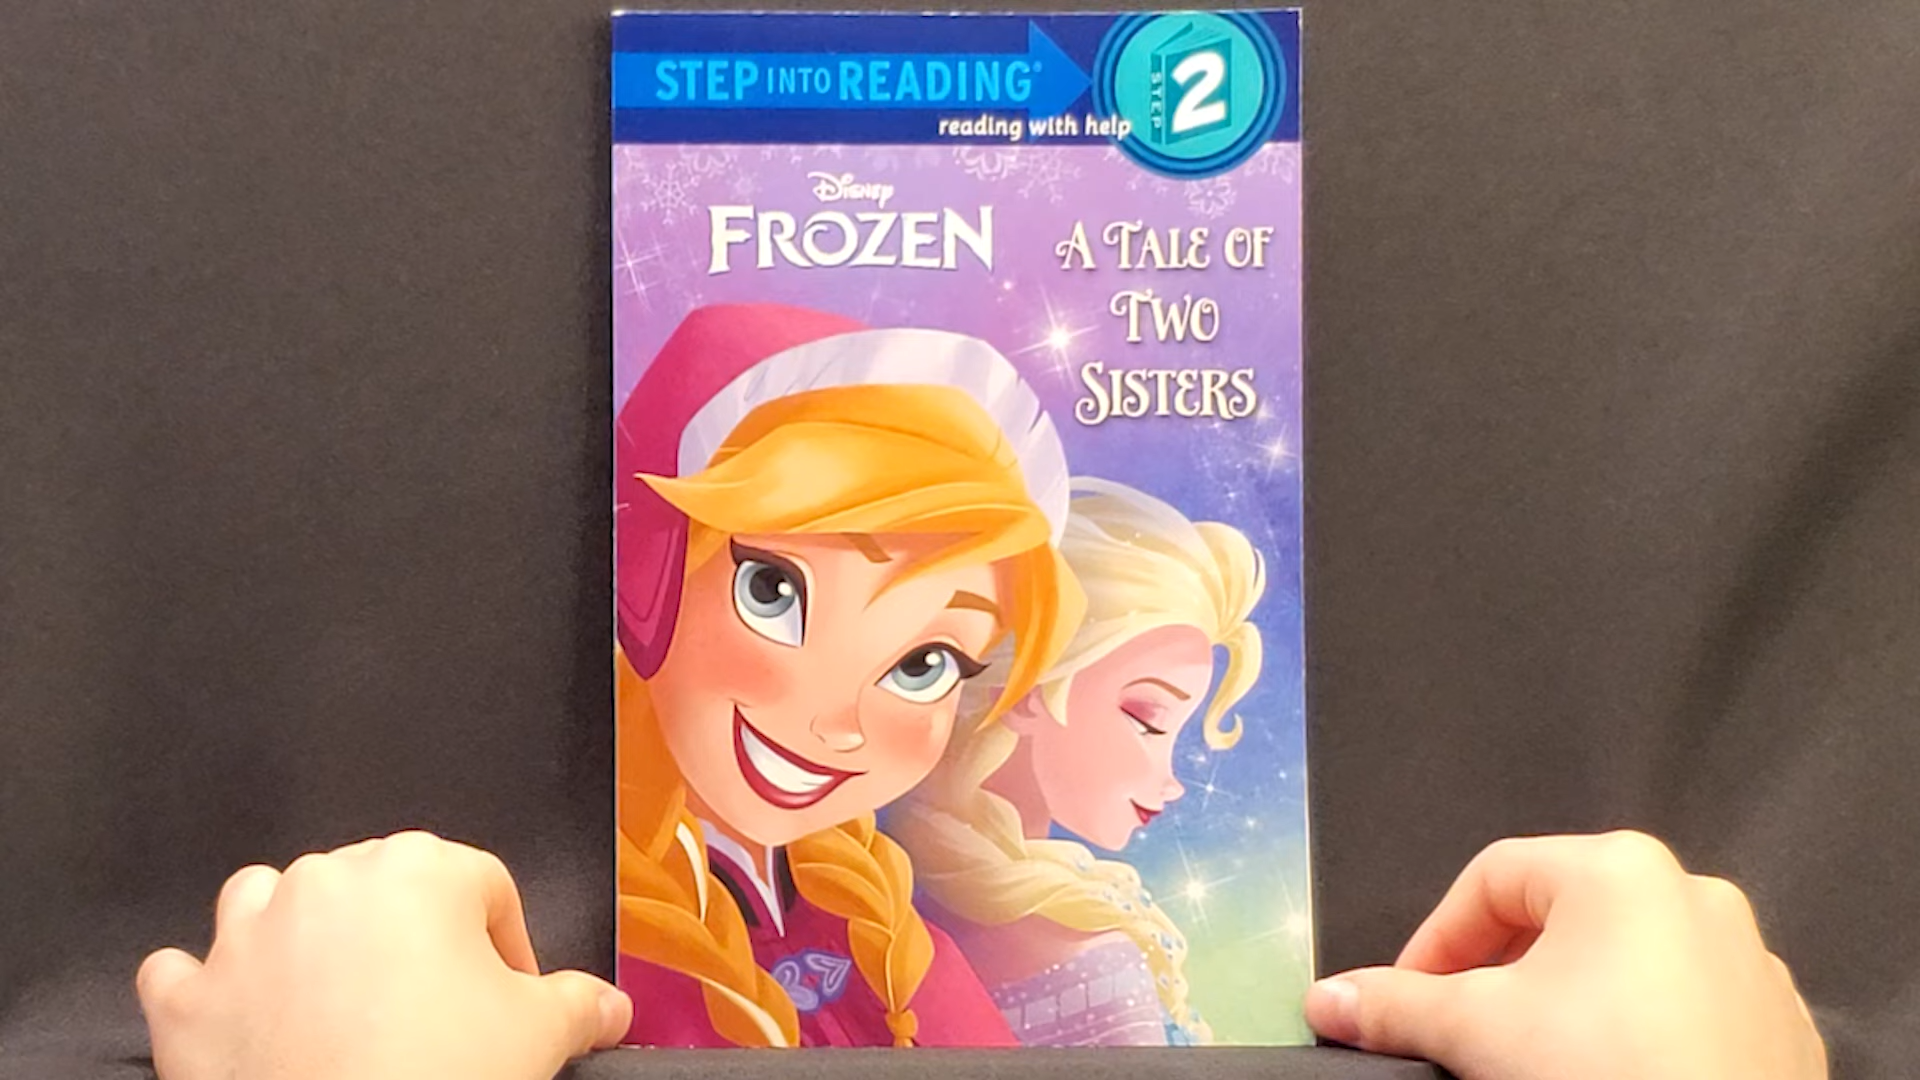 STEP INTO READING®
reading with help
STEP 2
Disney
FROZEN
A TALE OF
TWO
SISTERS